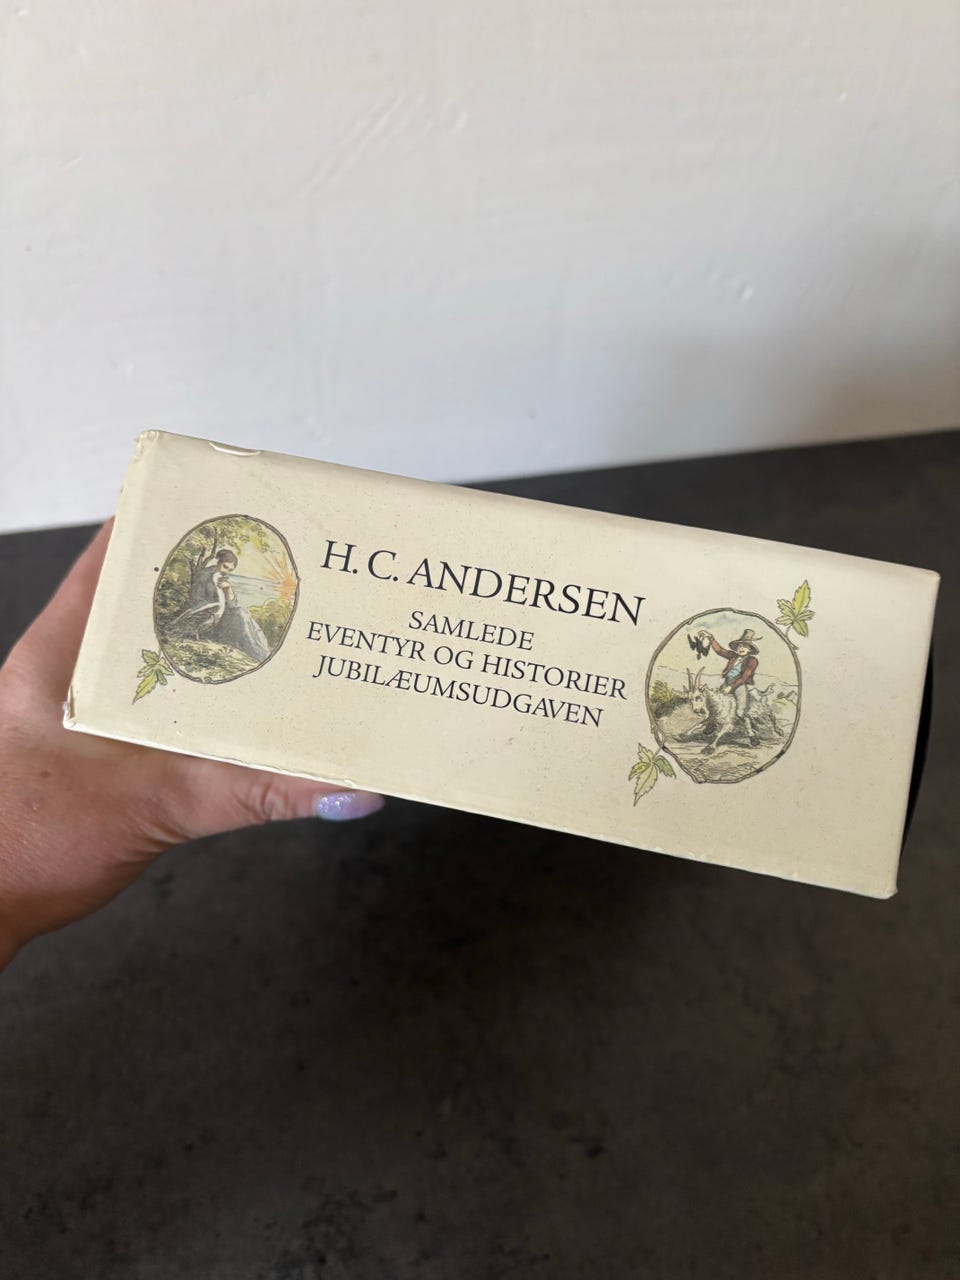 H. C. ANDERSEN
SAMLEDE
EVENTYR OG HISTORIER
JUBILÆUMSUDGAVEN